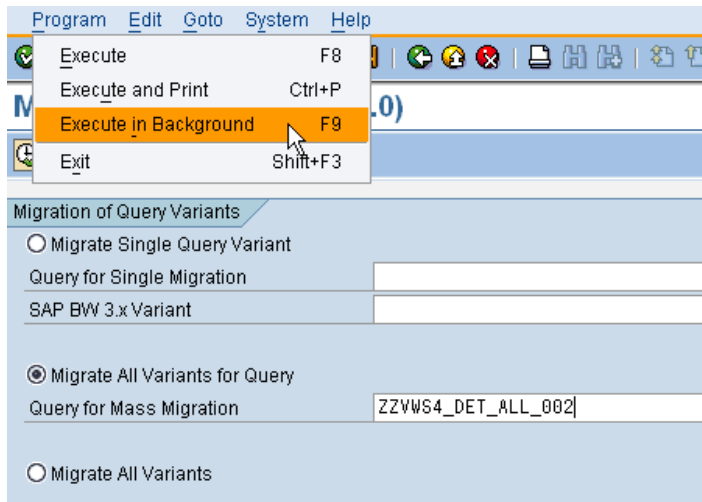 Program Edit Goto System Help
Execute F8
Execute and Print Ctrl+P
M .0)
Execute in Background F9
Exit Shift+F3
Migration of Query Variants
Migrate Single Query Variant
Query for Single Migration
SAP BW 3.x Variant
Migrate All Variants for Query
Query for Mass Migration ZZVWS4_DET_ALL_002
Migrate All Variants